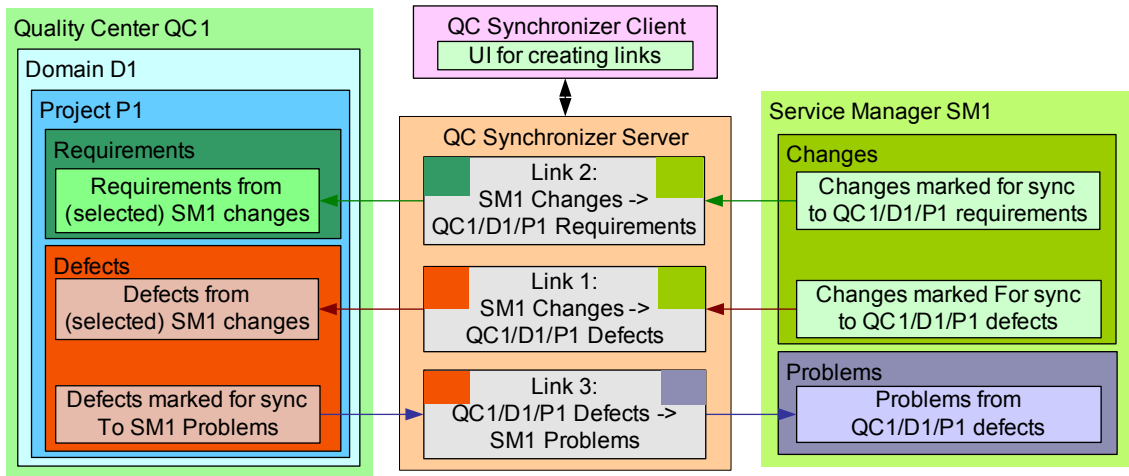 Quality Center QC1
Domain D1
Project P1
Requirements
Requirements from
(selected) SM1 changes
Defects
Defects from
(selected) SM1 changes
Defects marked for sync
To SM1 Problems
QC Synchronizer Client
UI for creating links
QC Synchronizer Server
Link 2:
SM1 Changes ->
QC1/D1/P1 Requirements
Link 1:
SM1 Changes ->
QC1/D1/P1 Defects
Link 3:
QC1/D1/P1 Defects ->
SM1 Problems
Service Manager SM1
Changes
Changes marked for sync
to QC1/D1/P1 requirements
Changes marked For sync
to QC1/D1/P1 defects
Problems
Problems from
QC1/D1/P1 defects